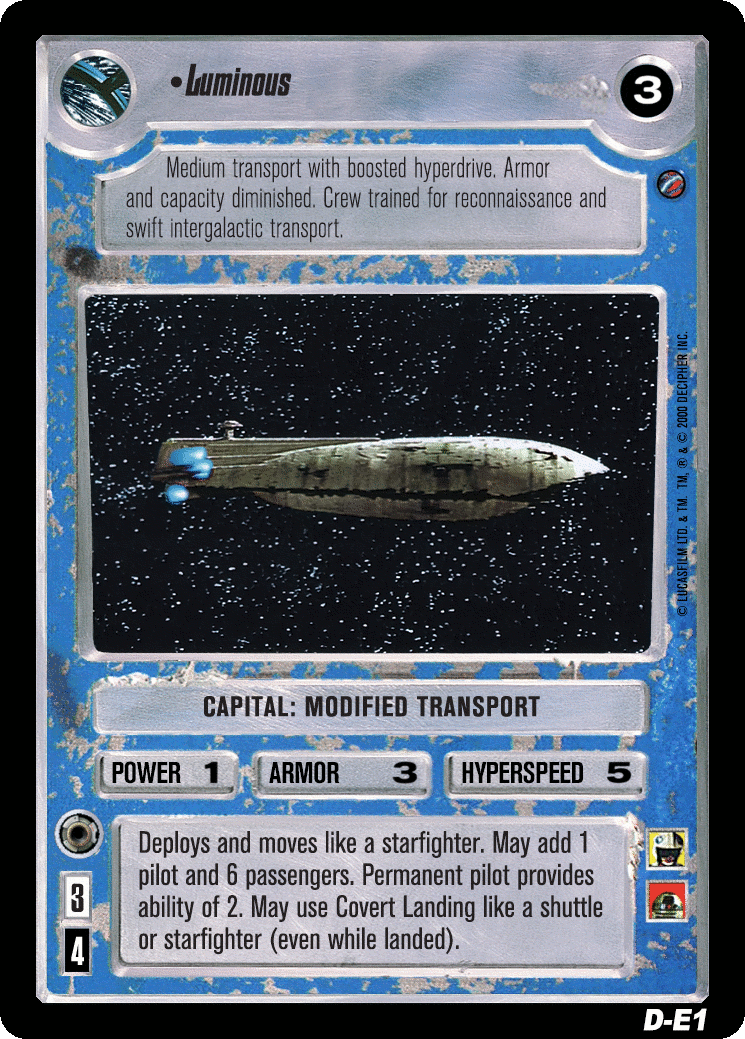 •Luminous
3
Medium transport with boosted hyperdrive. Armor
and capacity diminished. Crew trained for reconnaissance and
swift intergalactic transport.
© LUCASFILM LTD. & TM. TM, ® & © 2000 DECIPHER INC.
CAPITAL: MODIFIED TRANSPORT
POWER 1
ARMOR 3
HYPERSPEED 5
Deploys and moves like a starfighter. May add 1
pilot and 6 passengers. Permanent pilot provides
ability of 2. May use Covert Landing like a shuttle
or starfighter (even while landed).
3
4
D-E1